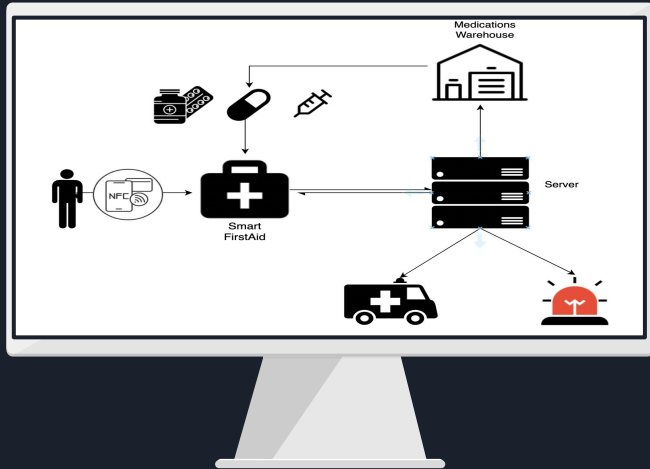 Medications
Warehouse
NFC
Server
Smart
FirstAid